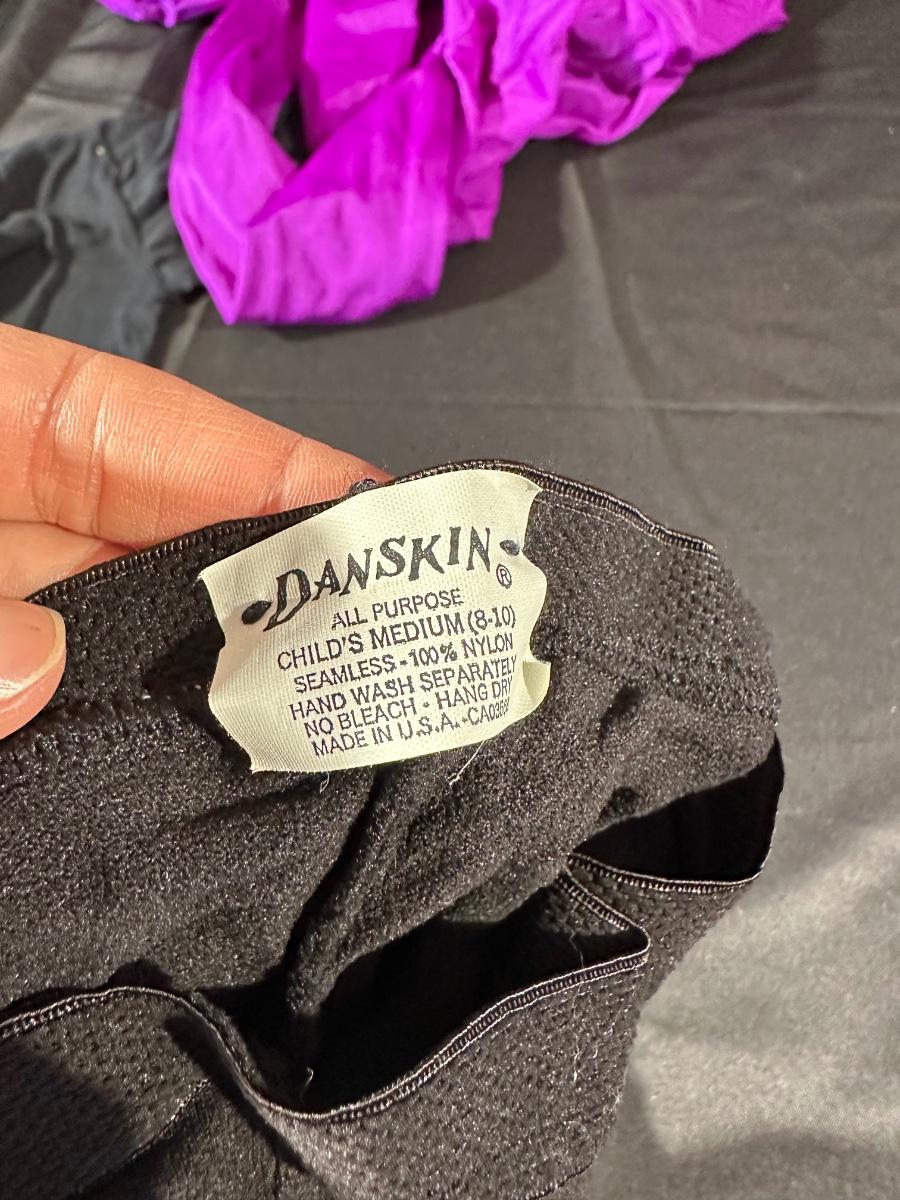 DANSKIN®
ALL PURPOSE
CHILD'S MEDIUM (8-10)
SEAMLESS • 100% NYLON
HAND WASH SEPARATELY
NO BLEACH • HANG DRY
MADE IN U.S.A. •